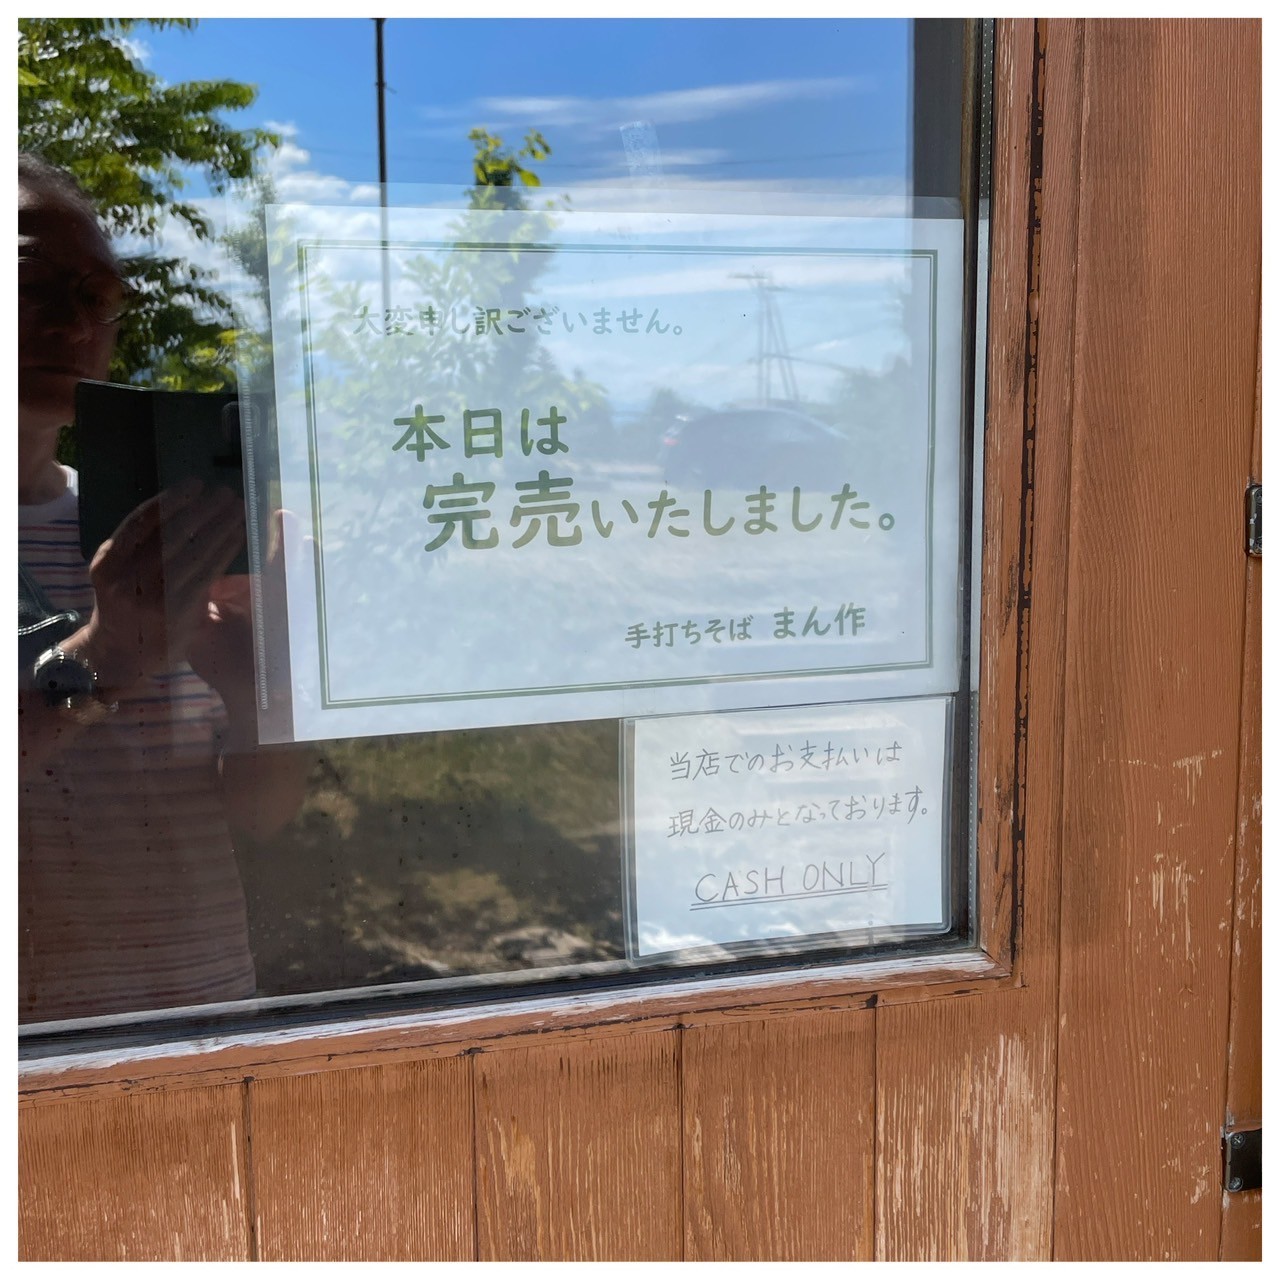 大変申し訳ございません。
本日は
完売いたしました。
手打ちそば まん作
当店でのお支払いは
現金のみとなっております。
CASH ONLY